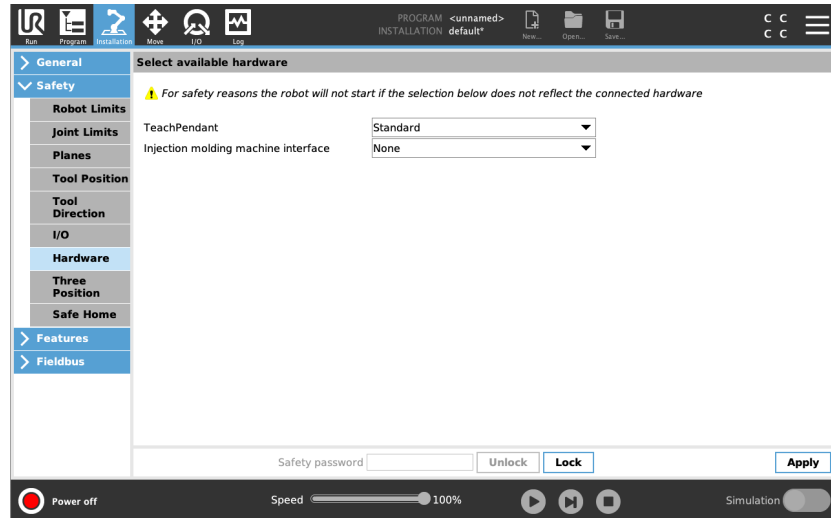 UR
PROGRAM <unnamed>
INSTALLATION default*
C C
C C
Run Program Installation Move I/O Log New... Open... Save...
General
Select available hardware
Safety
For safety reasons the robot will not start if the selection below does not reflect the connected hardware
Robot Limits
Joint Limits
Planes
Tool Position
Tool
Direction
I/O
Hardware
Three
Position
Safe Home
Features
Fieldbus
TeachPendant Standard
Injection molding machine interface None
Safety password Unlock Lock Apply
Power off Speed 100% Simulation